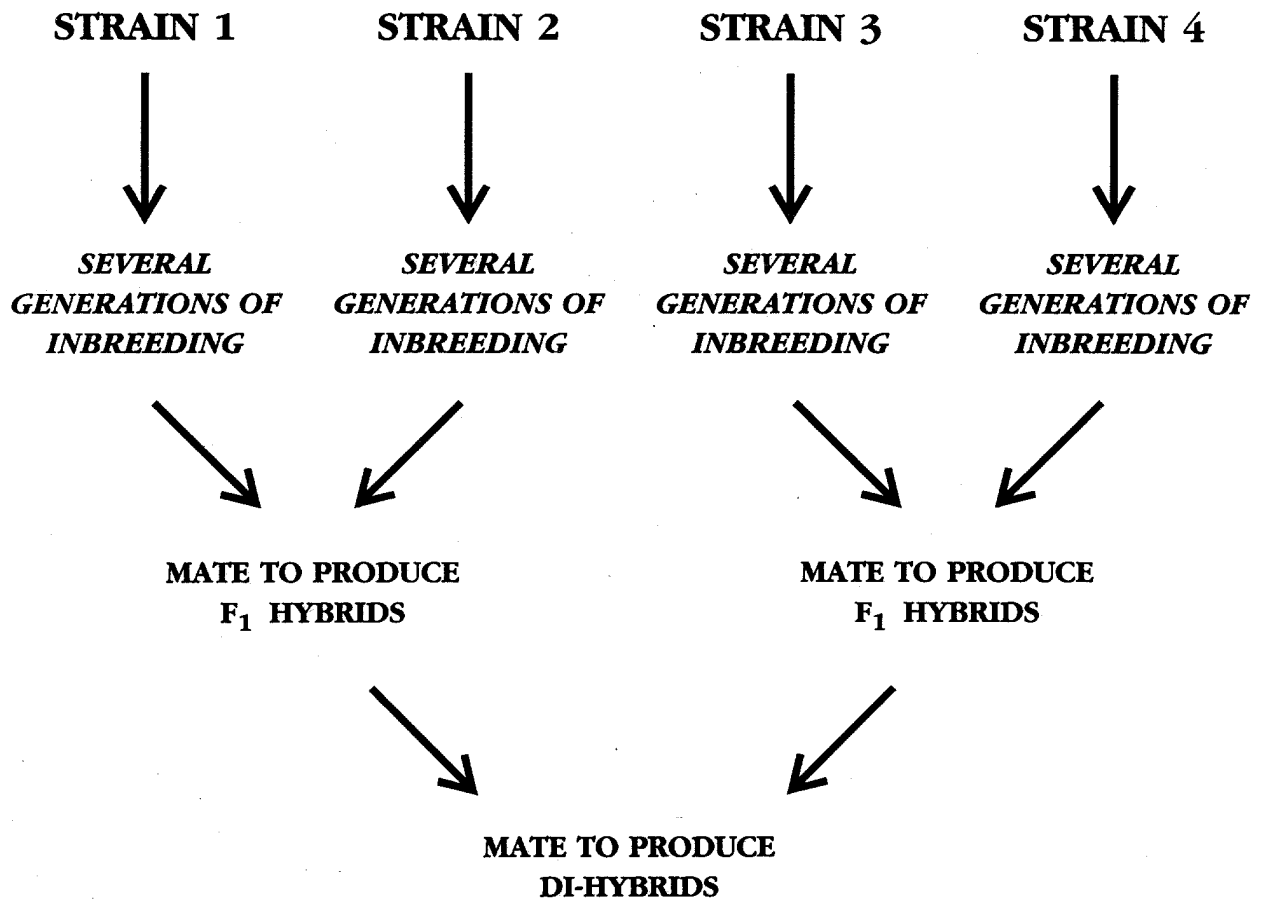 STRAIN 1 STRAIN 2 STRAIN 3 STRAIN 4
SEVERAL
GENERATIONS OF
INBREEDING
SEVERAL
GENERATIONS OF
INBREEDING
SEVERAL
GENERATIONS OF
INBREEDING
SEVERAL
GENERATIONS OF
INBREEDING
MATE TO PRODUCE
F₁ HYBRIDS
MATE TO PRODUCE
F₁ HYBRIDS
MATE TO PRODUCE
DI-HYBRIDS